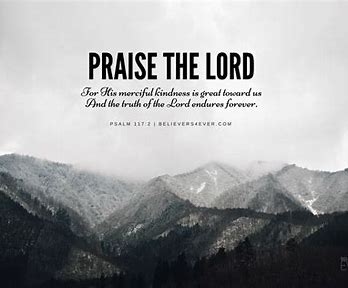 PRAISE THE LORD
For His merciful kindness is great toward us
And the truth of the Lord endures forever.
PSALM 117:2 | BELIEVERS4EVER.COM